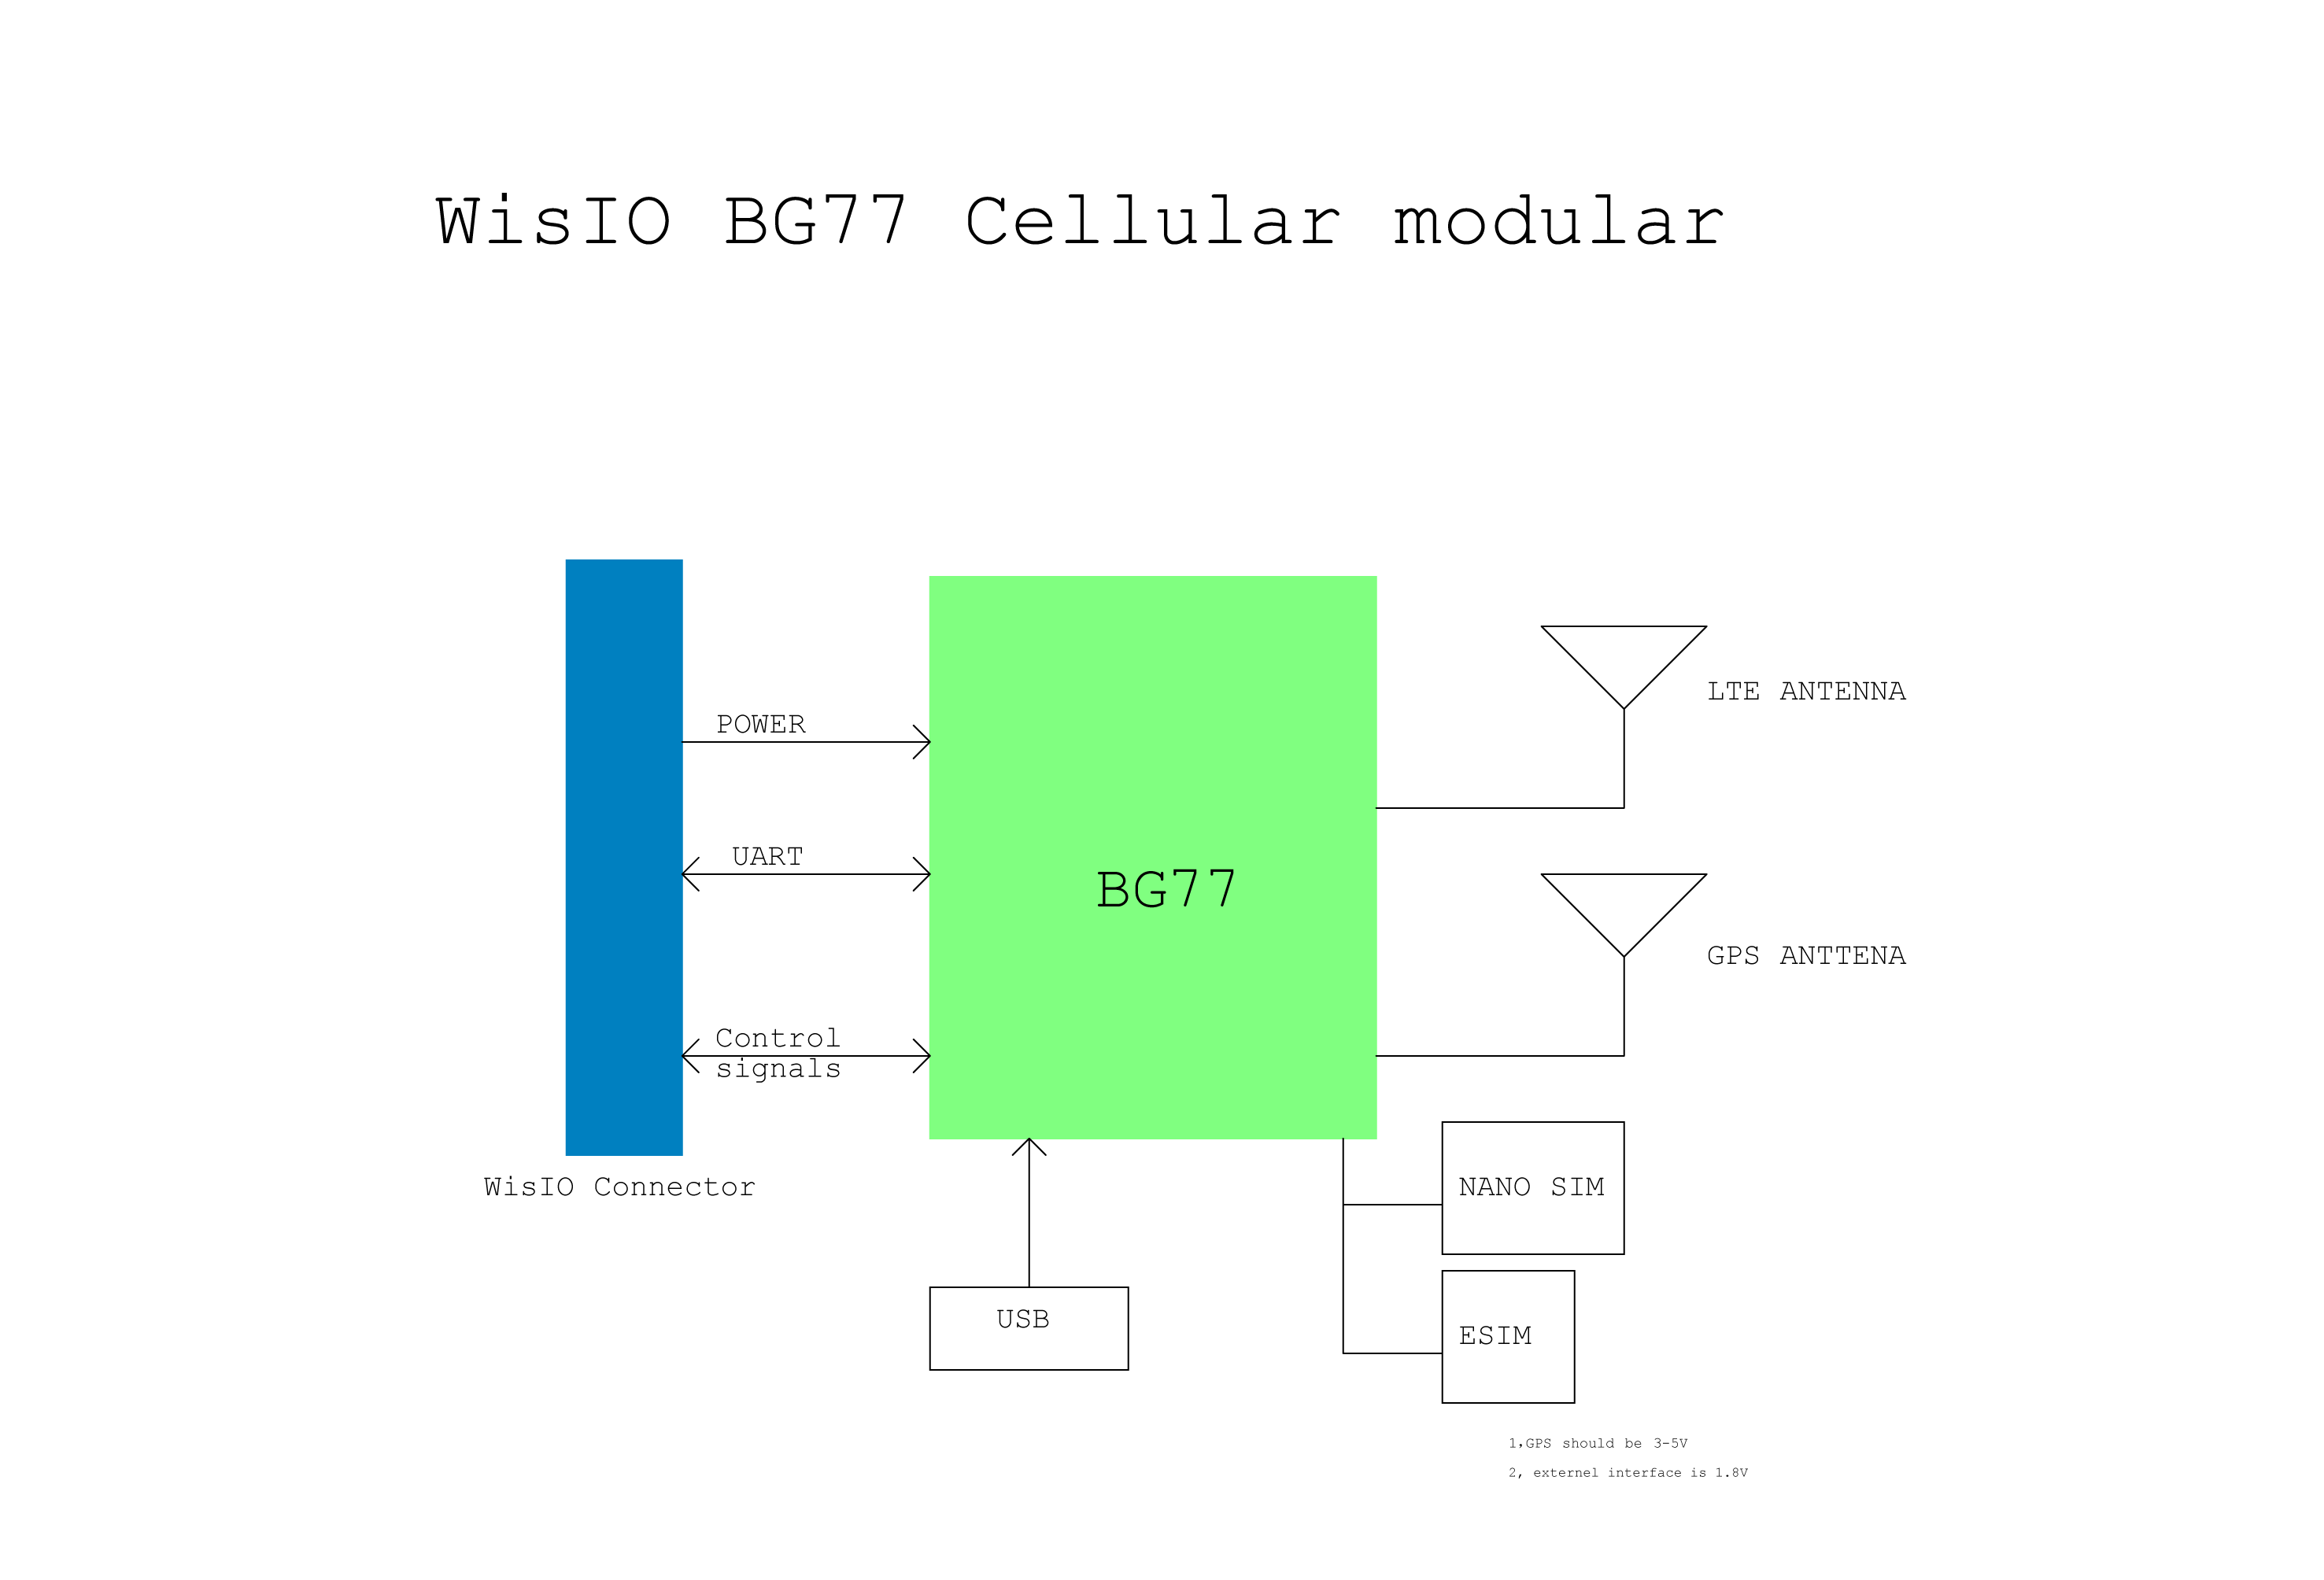 WisIO BG77 Cellular modular
LTE ANTENNA
POWER
UART
BG77
GPS ANTTENA
Control
signals
WisIO Connector
NANO SIM
USB
ESIM
1,GPS should be 3-5V
2, externel interface is 1.8V